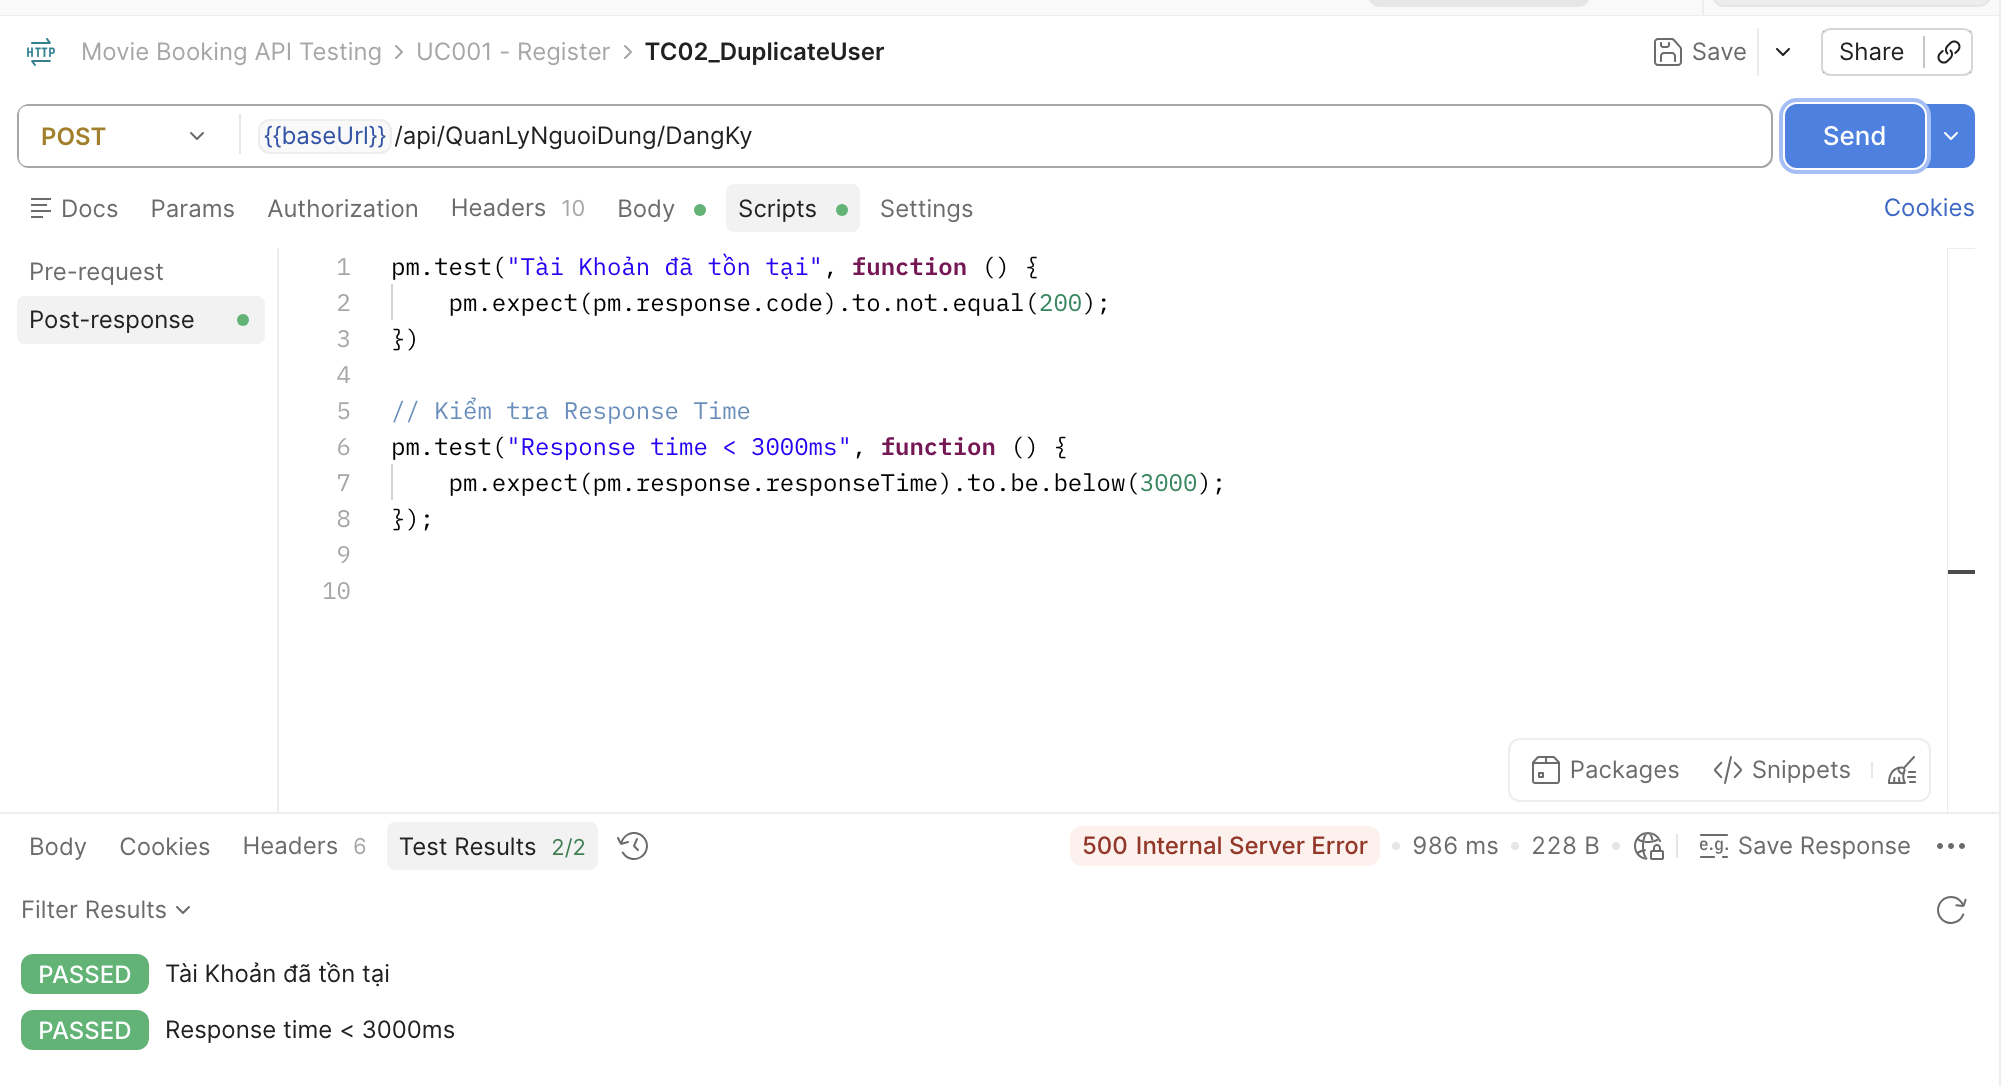 HTTP Movie Booking API Testing > UC001 - Register > TC02_DuplicateUser Save Share
POST {{baseUrl}}/api/QuanLyNguoiDung/DangKy Send
Docs Params Authorization Headers 10 Body Scripts Settings Cookies
Pre-request
Post-response
1 pm.test("Tài Khoản đã tồn tại", function () {
2 pm.expect(pm.response.code).to.not.equal(200);
3 })
4
5 // Kiểm tra Response Time
6 pm.test("Response time < 3000ms", function () {
7 pm.expect(pm.response.responseTime).to.be.below(3000);
8 });
9
10
Packages </> Snippets
Body Cookies Headers 6 Test Results 2/2 500 Internal Server Error • 986 ms • 228 B • e.g. Save Response
Filter Results
PASSED Tài Khoản đã tồn tại
PASSED Response time < 3000ms